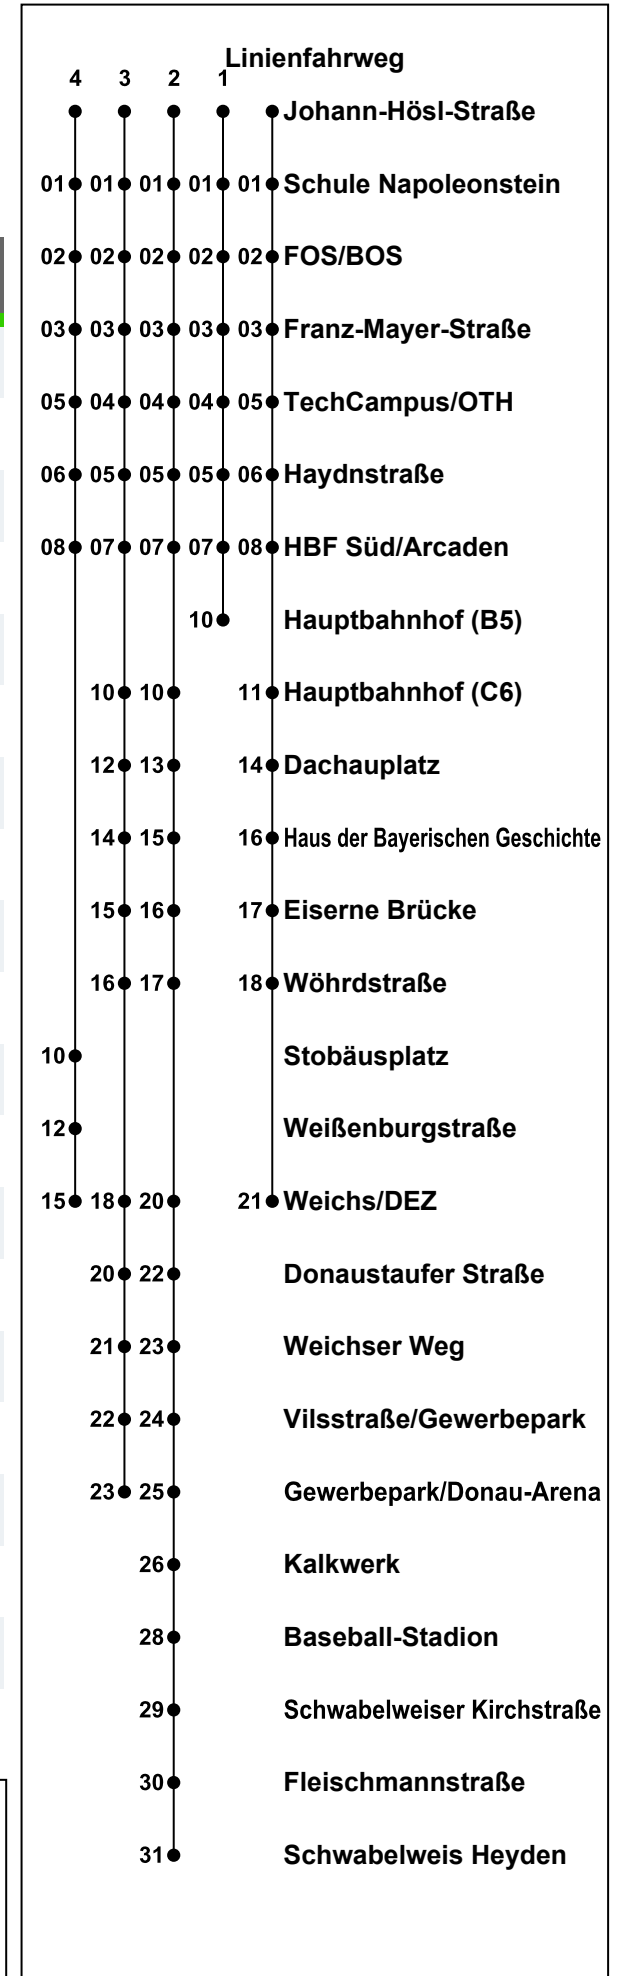 Linienfahrweg
4 3 2 1
Johann-Hösl-Straße
01 01 01 01 01 Schule Napoleonstein
02 02 02 02 02 FOS/BOS
03 03 03 03 03 Franz-Mayer-Straße
05 04 04 04 05 TechCampus/OTH
06 05 05 05 06 Haydnstraße
08 07 07 07 08 HBF Süd/Arcaden
10 Hauptbahnhof (B5)
10 10 11 Hauptbahnhof (C6)
12 13 14 Dachauplatz
14 15 16 Haus der Bayerischen Geschichte
15 16 17 Eiserne Brücke
16 17 18 Wöhrdstraße
10 Stobäusplatz
12 Weißenburgstraße
15 18 20 21 Weichs/DEZ
20 22 Donaustaufer Straße
21 23 Weichser Weg
22 24 Vilsstraße/Gewerbepark
23 25 Gewerbepark/Donau-Arena
26 Kalkwerk
28 Baseball-Stadion
29 Schwabelweiser Kirchstraße
30 Fleischmannstraße
31 Schwabelweis Heyden